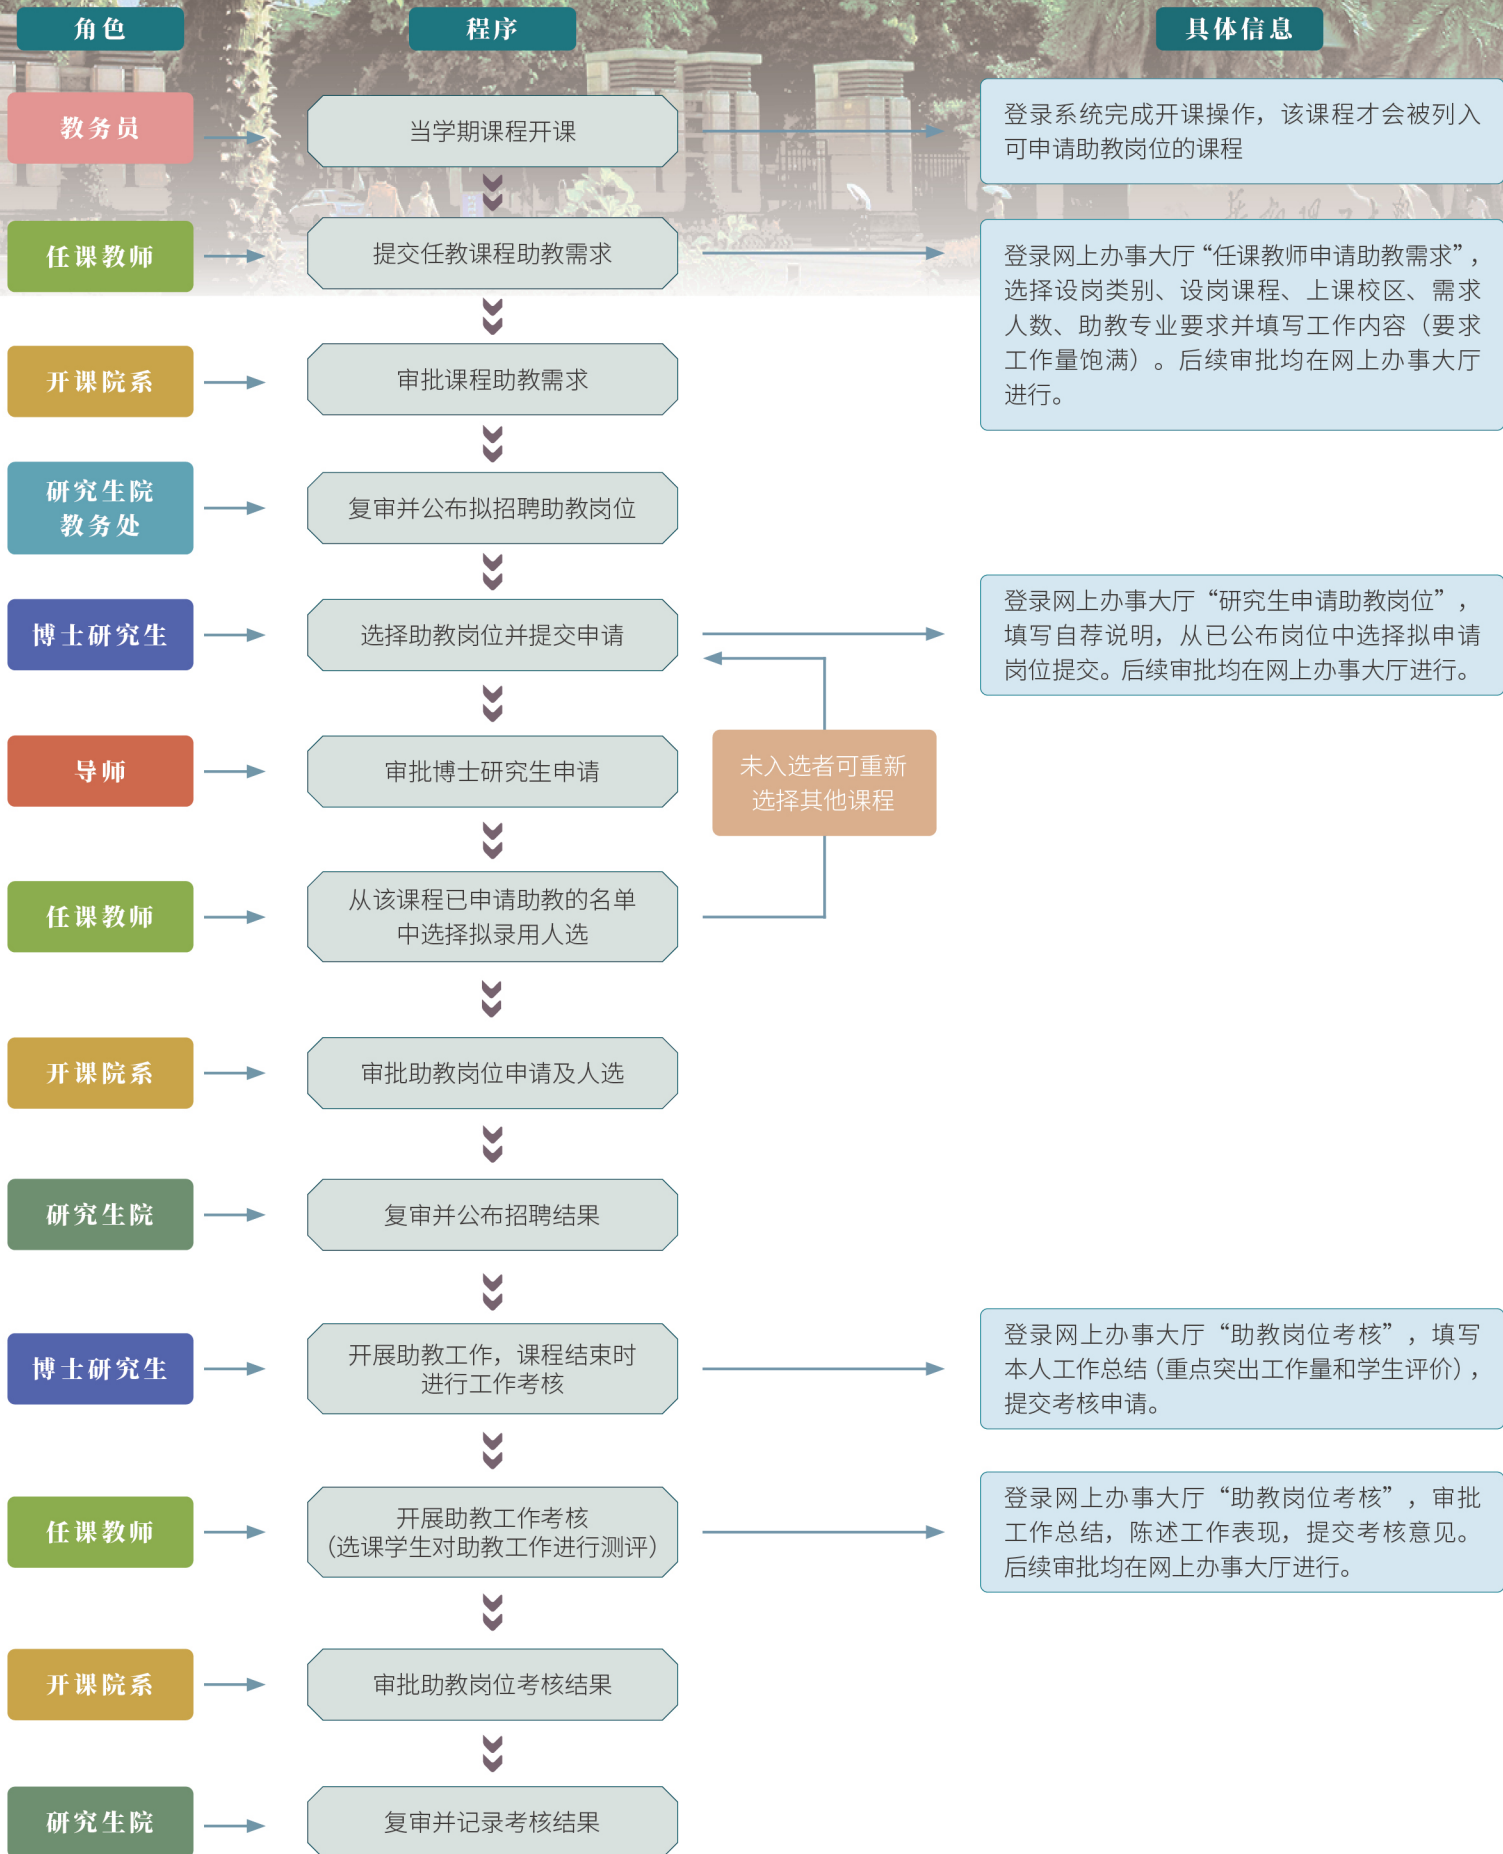 角色
程序
具体信息
教务员
当学期课程开课
登录系统完成开课操作，该课程才会被列入
可申请助教岗位的课程
任课教师
提交任教课程助教需求
登录网上办事大厅“任课教师申请助教需求”，
选择设岗类别、设岗课程、上课校区、需求
人数、助教专业要求并填写工作内容（要求
工作量饱满）。后续审批均在网上办事大厅
进行。
开课院系
审批课程助教需求
研究生院
教务处
复审并公布拟招聘助教岗位
博士研究生
选择助教岗位并提交申请
登录网上办事大厅“研究生申请助教岗位”，
填写自荐说明，从已公布岗位中选择拟申请
岗位提交。后续审批均在网上办事大厅进行。
导师
审批博士研究生申请
未入选者可重新
选择其他课程
任课教师
从该课程已申请助教的名单
中选择拟录用人选
开课院系
审批助教岗位申请及人选
研究生院
复审并公布招聘结果
博士研究生
开展助教工作，课程结束时
进行工作考核
登录网上办事大厅“助教岗位考核”，填写
本人工作总结（重点突出工作量和学生评价），
提交考核申请。
任课教师
开展助教工作考核
（选课学生对助教工作进行测评）
登录网上办事大厅“助教岗位考核”，审批
工作总结，陈述工作表现，提交考核意见。
后续审批均在网上办事大厅进行。
开课院系
审批助教岗位考核结果
研究生院
复审并记录考核结果